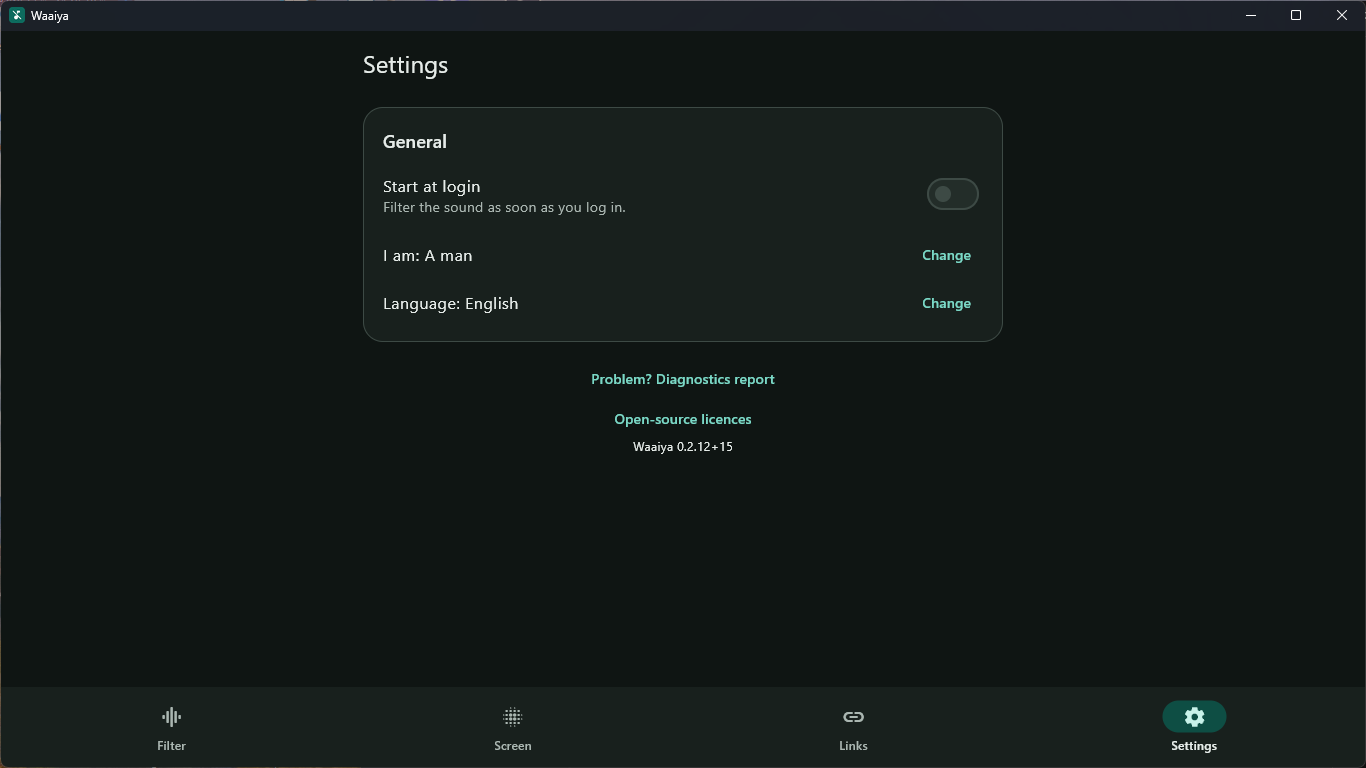 Waaiya
Settings
General
Start at login
Filter the sound as soon as you log in.
I am: A man
Change
Language: English
Change
Problem? Diagnostics report
Open-source licences
Waaiya 0.2.12+15
Filter
Screen
Links
Settings